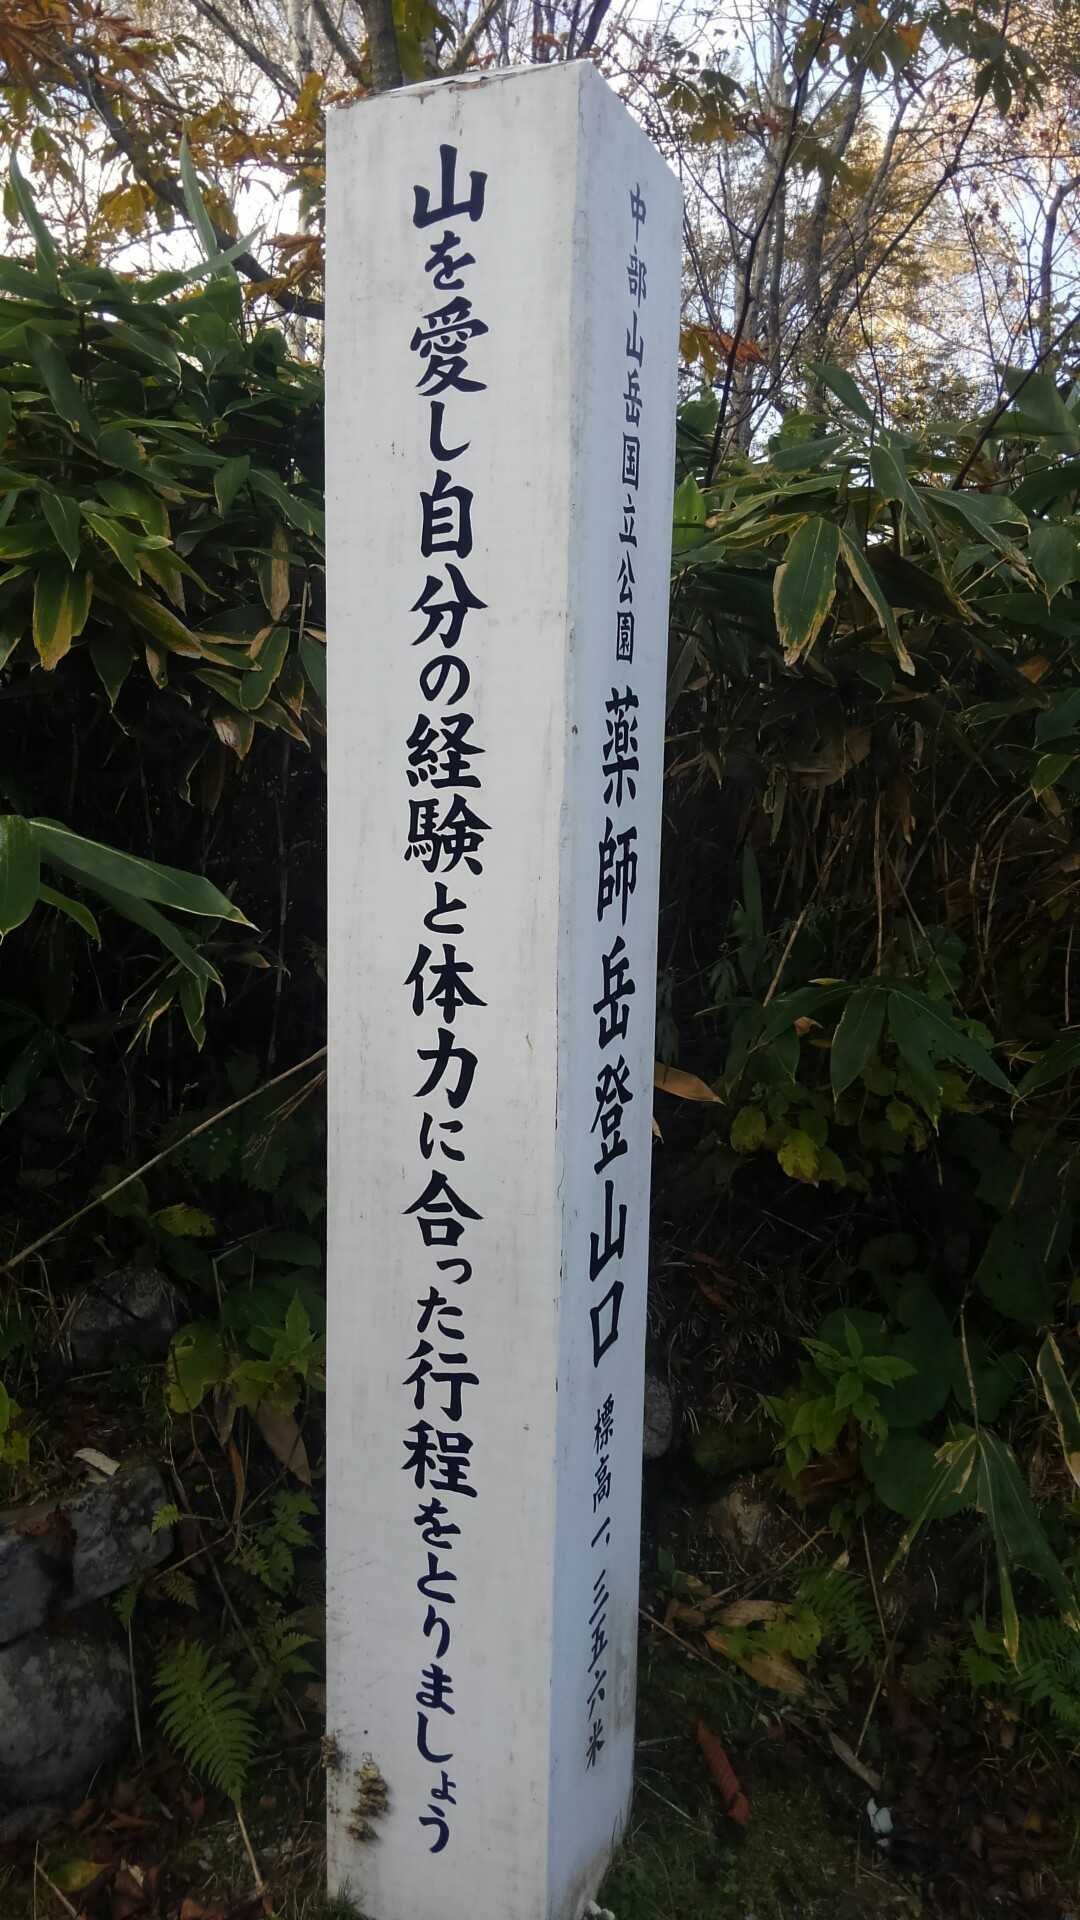 山を愛し自分の経験と体力に合った行程をとりましょう
中部山岳国立公園 薬師岳登山口 標高一、三五六米